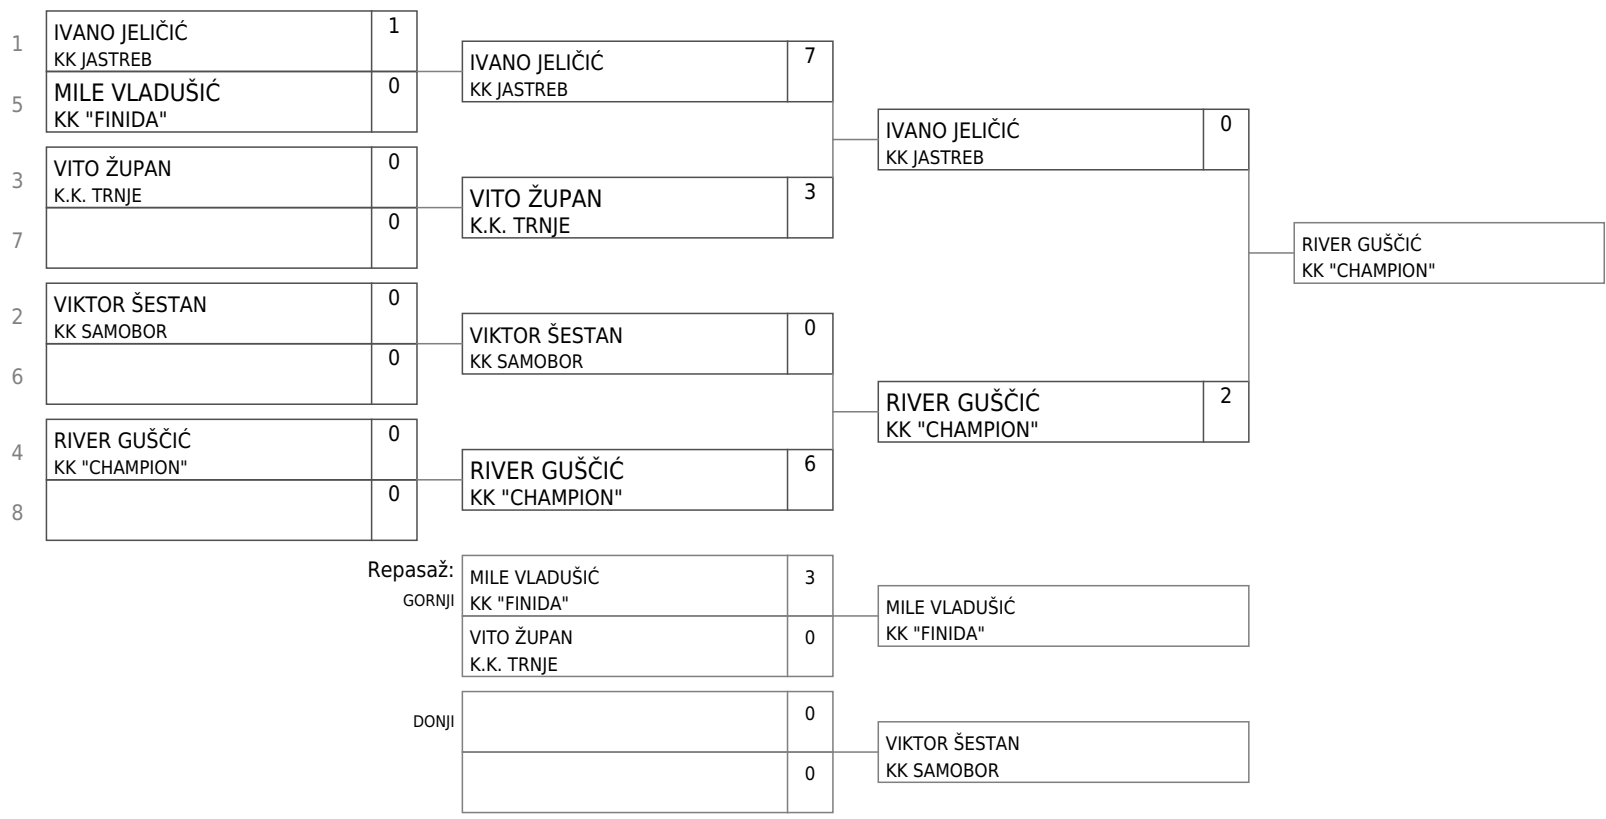 1
IVANO JELIČIĆ
KK JASTREB
1
5
MILE VLADUŠIĆ
KK "FINIDA"
0
3
VITO ŽUPAN
K.K. TRNJE
0
7
0
2
VIKTOR ŠESTAN
KK SAMOBOR
0
6
0
4
RIVER GUŠČIĆ
KK "CHAMPION"
0
8
0
IVANO JELIČIĆ
KK JASTREB
7
VITO ŽUPAN
K.K. TRNJE
3
VIKTOR ŠESTAN
KK SAMOBOR
0
RIVER GUŠČIĆ
KK "CHAMPION"
6
IVANO JELIČIĆ
KK JASTREB
0
RIVER GUŠČIĆ
KK "CHAMPION"
2
RIVER GUŠČIĆ
KK "CHAMPION"
Repasaž:
GORNJI
MILE VLADUŠIĆ
KK "FINIDA"
3
VITO ŽUPAN
K.K. TRNJE
0
MILE VLADUŠIĆ
KK "FINIDA"
DONJI
0
0
VIKTOR ŠESTAN
KK SAMOBOR